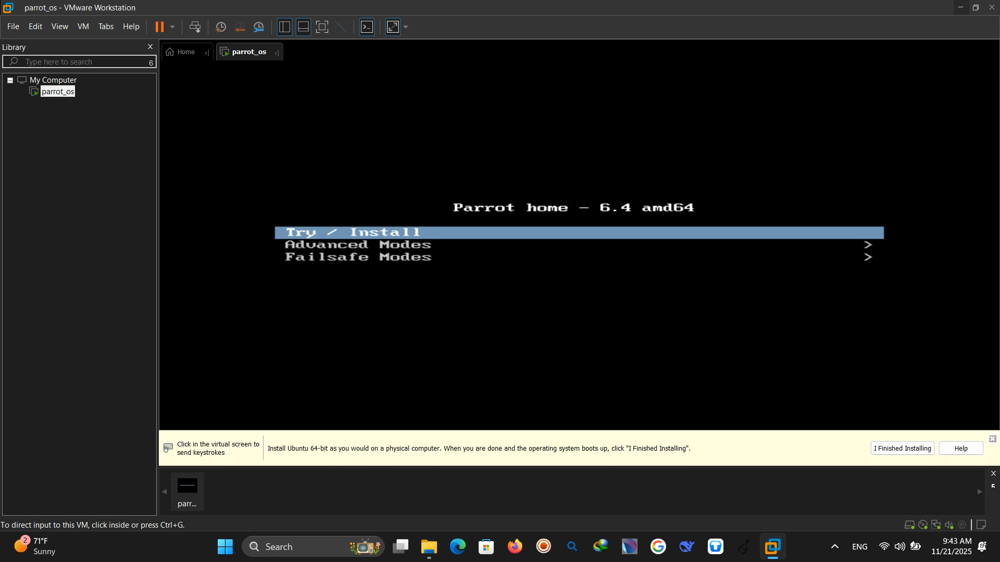 parrot_os - VMware Workstation
File Edit View VM Tabs Help
Library
Type here to search
My Computer
parrot_os
Home
parrot_os
Parrot home - 6.4 amd64
Try / Install
Advanced Modes >
Failsafe Modes >
Click in the virtual screen to
send keystrokes
Install Ubuntu 64-bit as you would on a physical computer. When you are done and the operating system boots up, click "I Finished Installing".
I Finished Installing
Help
parr...
To direct input to this VM, click inside or press Ctrl+G.
2
71°F
Sunny
Search
ENG
9:43 AM
11/21/2025